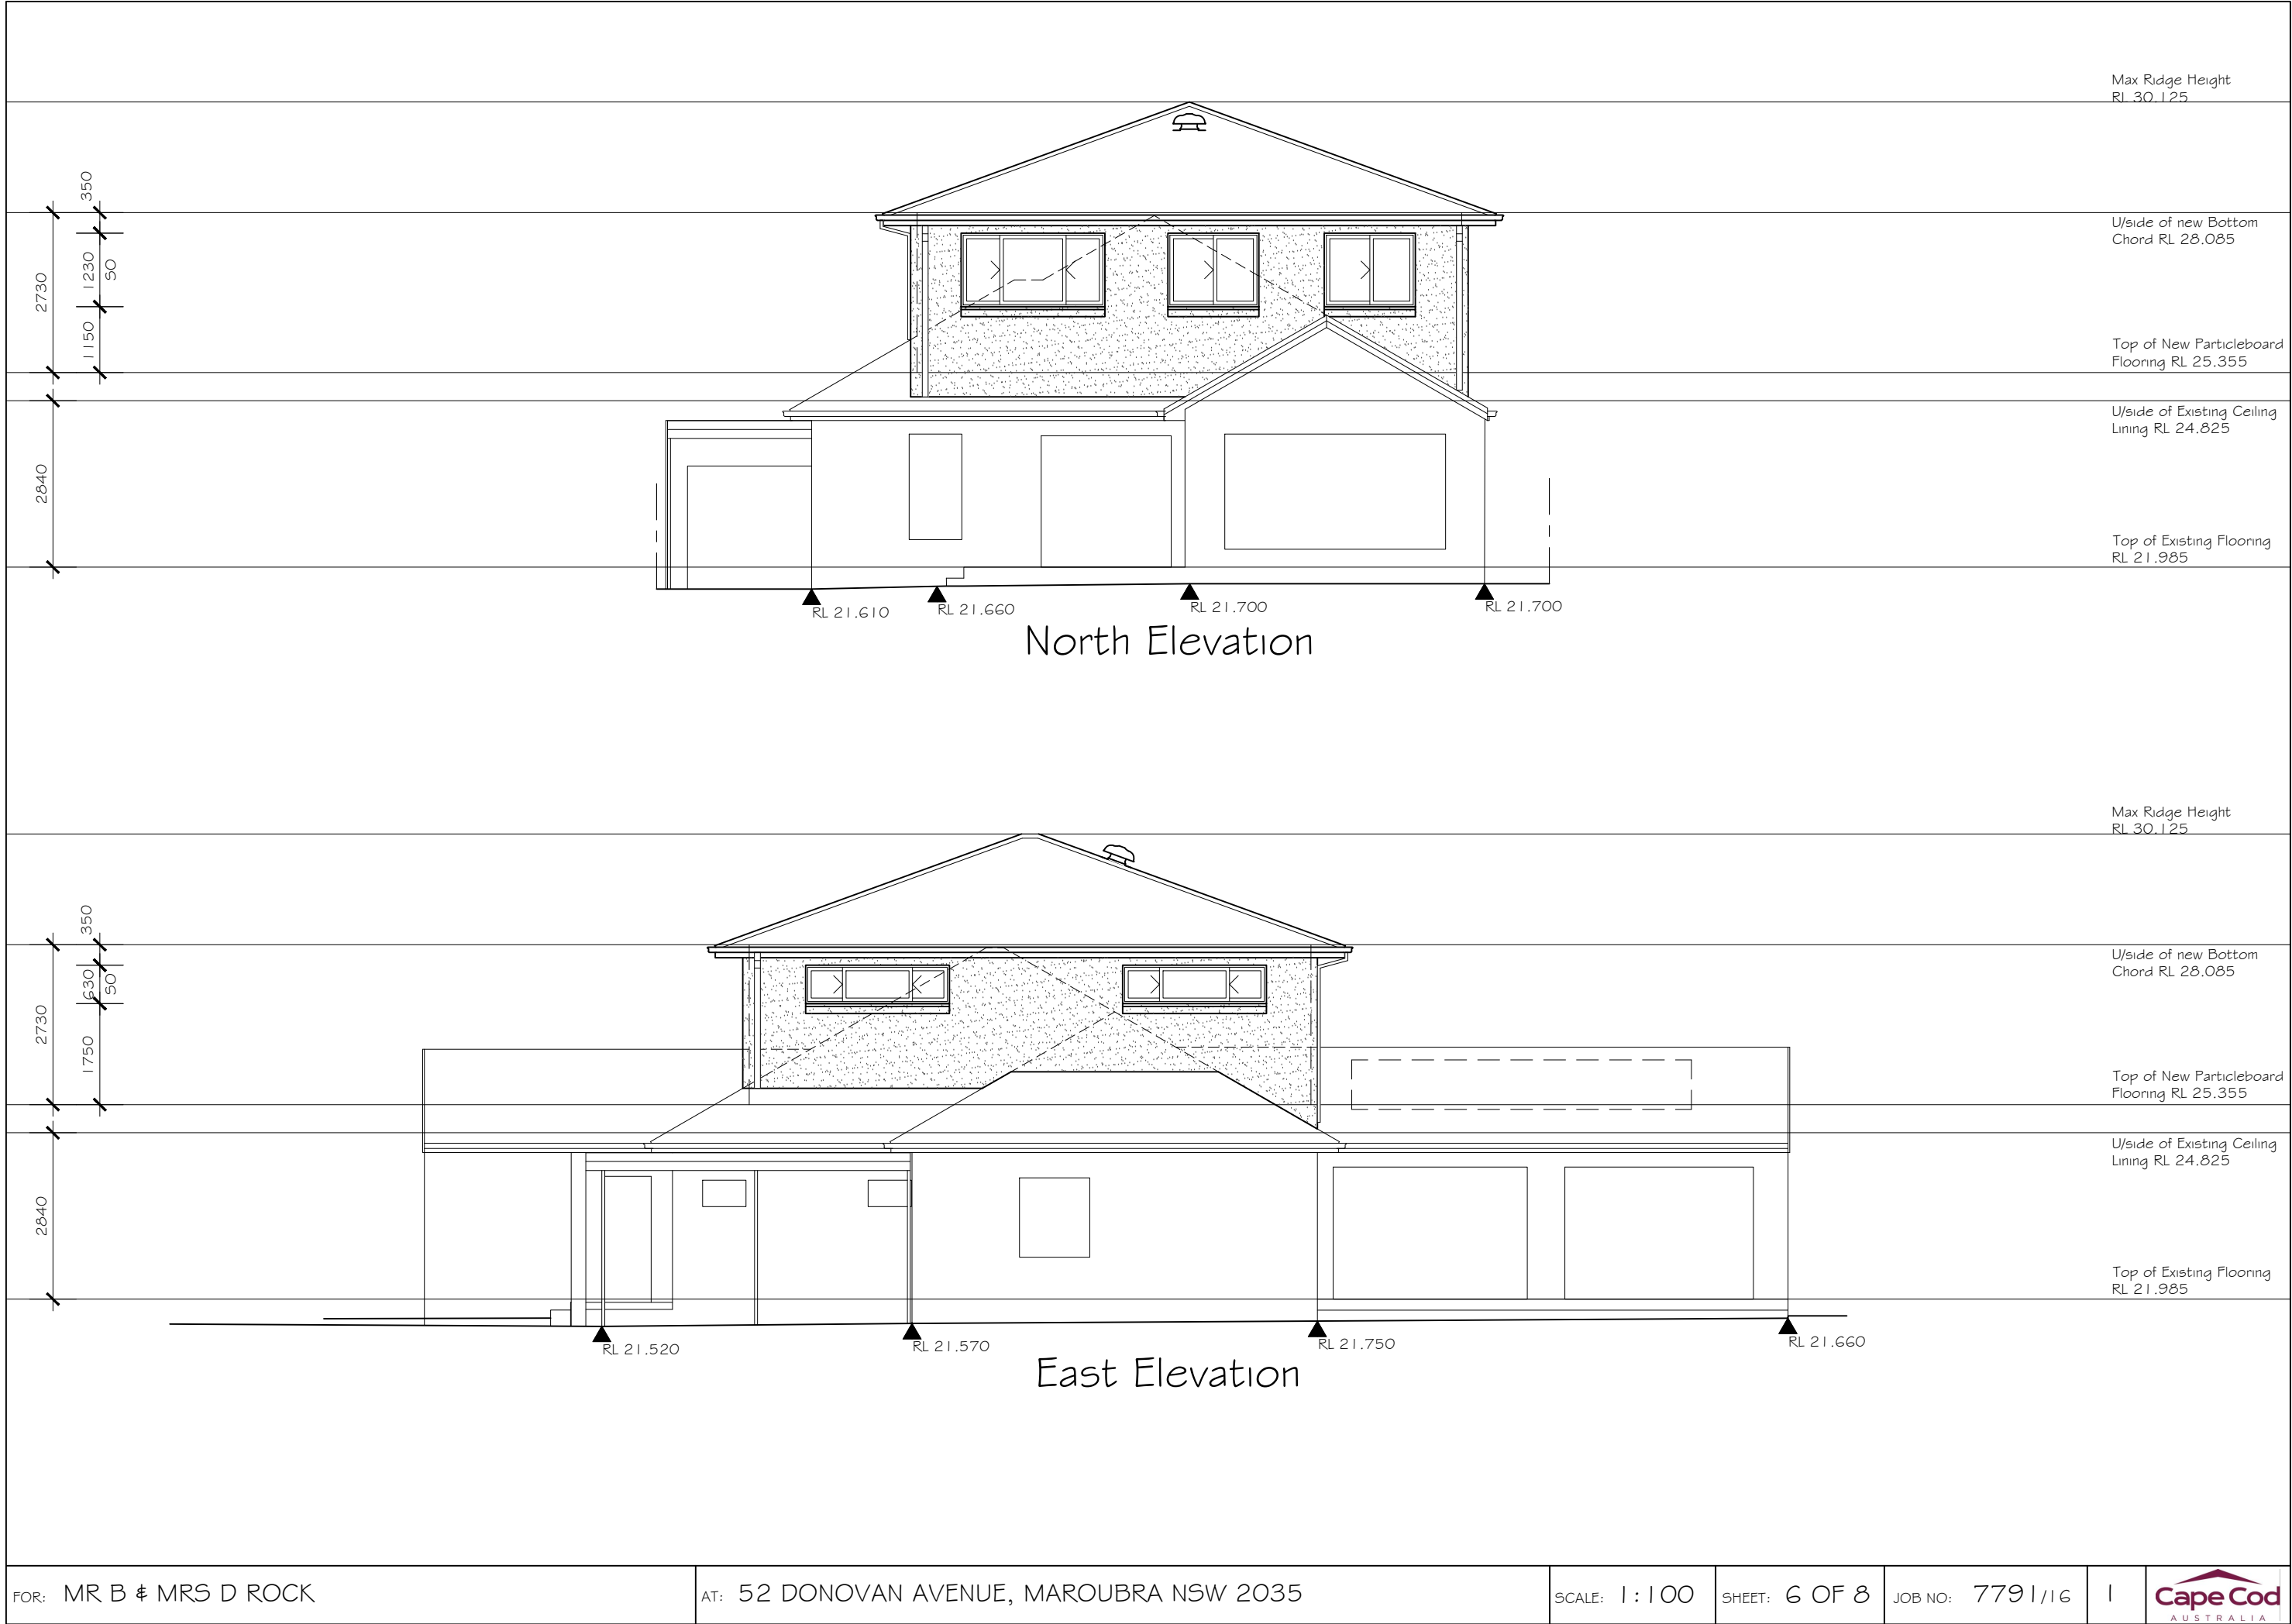 Max Ridge Height
RL 30.125
350
U/side of new Bottom
Chord RL 28.085
2730
1230
50
1150
Top of New Particleboard
Flooring RL 25.355
U/side of Existing Ceiling
Lining RL 24.825
2840
Top of Existing Flooring
RL 21.985
RL 21.610
RL 21.660
RL 21.700
RL 21.700
North Elevation
Max Ridge Height
RL 30.125
350
U/side of new Bottom
Chord RL 28.085
2730
630
50
1750
Top of New Particleboard
Flooring RL 25.355
U/side of Existing Ceiling
Lining RL 24.825
2840
Top of Existing Flooring
RL 21.985
RL 21.520
RL 21.570
RL 21.750
RL 21.660
East Elevation
FOR: MR B & MRS D ROCK
AT: 52 DONOVAN AVENUE, MAROUBRA NSW 2035
SCALE: 1:100
SHEET: 6 OF 8
JOB NO: 7791/16
1
Cape Cod
AUSTRALIA